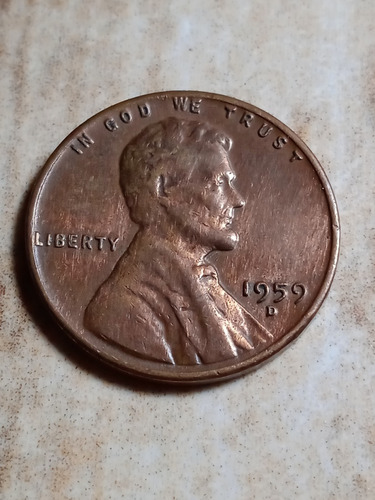 IN GOD WE TRUST
LIBERTY
1959
D